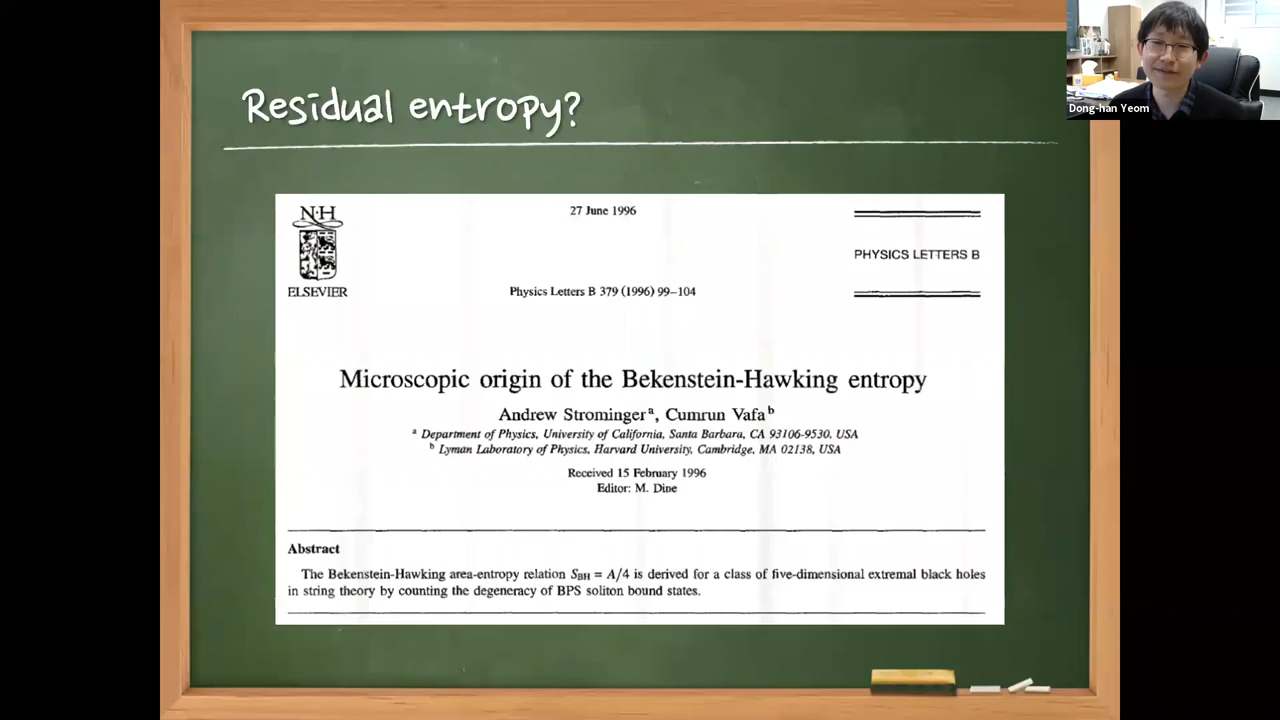 Residual entropy?
Dong-han Yeom
N·H
ELSEVIER
27 June 1996
Physics Letters B 379 (1996) 99–104
PHYSICS LETTERS B
Microscopic origin of the Bekenstein-Hawking entropy
Andrew Strominger a, Cumrun Vafa b
a Department of Physics, University of California, Santa Barbara, CA 93106-9530, USA
b Lyman Laboratory of Physics, Harvard University, Cambridge, MA 02138, USA
Received 15 February 1996
Editor: M. Dine
Abstract
The Bekenstein-Hawking area-entropy relation SBH = A/4 is derived for a class of five-dimensional extremal black holes
in string theory by counting the degeneracy of BPS soliton bound states.